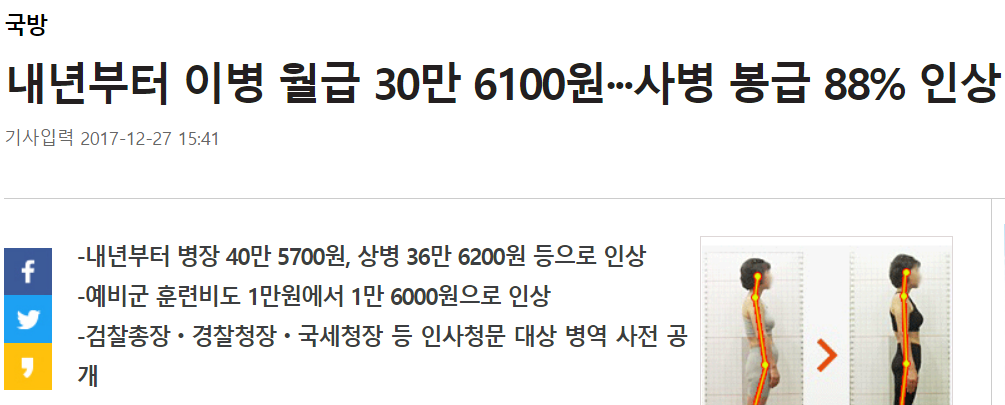 국방
내년부터 이병 월급 30만 6100원…사병 봉급 88% 인상
기사입력 2017-12-27 15:41
-내년부터 병장 40만 5700원, 상병 36만 6200원 등으로 인상
-예비군 훈련비도 1만원에서 1만 6000원으로 인상
-검찰총장·경찰청장·국세청장 등 인사청문 대상 병역 사전 공
개